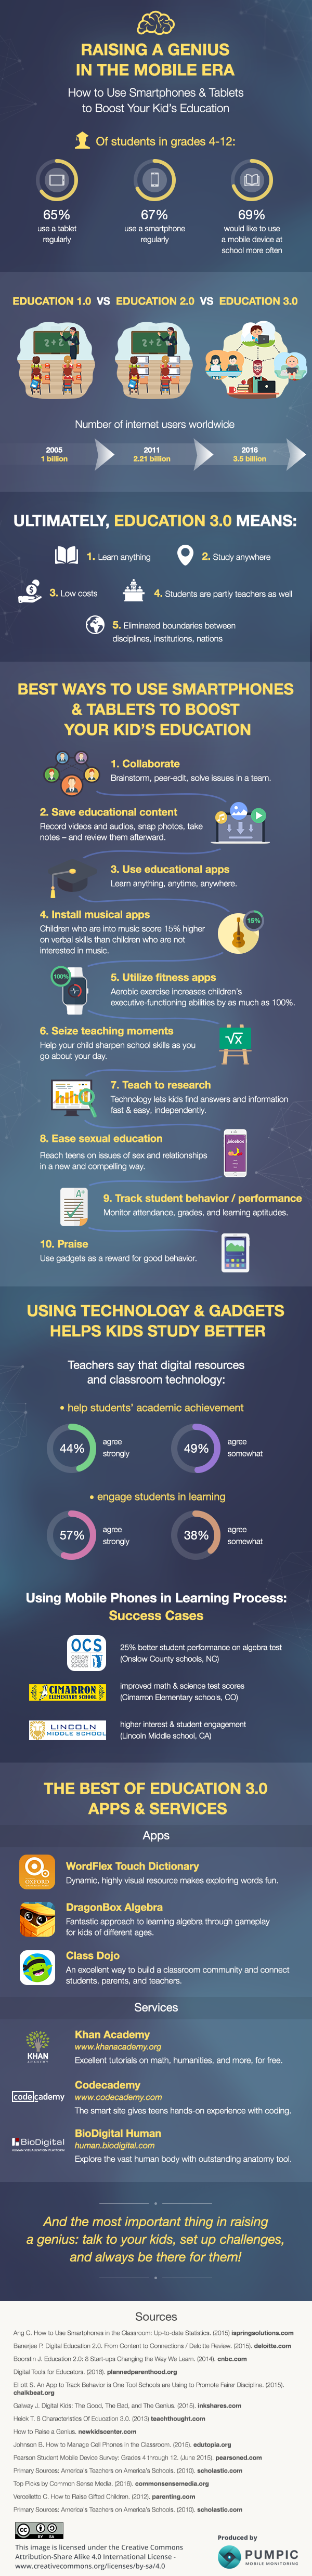 RAISING A GENIUS
IN THE MOBILE ERA
How to Use Smartphones & Tablets
to Boost Your Kid's Education
Of students in grades 4-12:
65%
use a tablet
regularly
67%
use a smartphone
regularly
69%
would like to use
a mobile device at
school more often
EDUCATION 1.0 VS EDUCATION 2.0 VS EDUCATION 3.0
2 + 2
2 + 2
Number of internet users worldwide
2005
1 billion
2011
2.21 billion
2016
3.5 billion
ULTIMATELY, EDUCATION 3.0 MEANS:
1. Learn anything
2. Study anywhere
3. Low costs
4. Students are partly teachers as well
5. Eliminated boundaries between
disciplines, institutions, nations
BEST WAYS TO USE SMARTPHONES
& TABLETS TO BOOST
YOUR KID'S EDUCATION
1. Collaborate
Brainstorm, peer-edit, solve issues in a team.
2. Save educational content
Record videos and audios, snap photos, take
notes – and review them afterward.
3. Use educational apps
Learn anything, anytime, anywhere.
4. Install musical apps
Children who are into music score 15% higher
on verbal skills than children who are not
interested in music.
15%
100%
5. Utilize fitness apps
Aerobic exercise increases children's
executive-functioning abilities by as much as 100%.
6. Seize teaching moments
Help your child sharpen school skills as you
go about your day.
√x
7. Teach to research
Technology lets kids find answers and information
fast & easy, independently.
8. Ease sexual education
Reach teens on issues of sex and relationships
in a new and compelling way.
juicebox
A+
9. Track student behavior / performance
Monitor attendance, grades, and learning aptitudes.
10. Praise
Use gadgets as a reward for good behavior.
USING TECHNOLOGY & GADGETS
HELPS KIDS STUDY BETTER
Teachers say that digital resources
and classroom technology:
• help students' academic achievement
44%
agree
strongly
49%
agree
somewhat
• engage students in learning
57%
agree
strongly
38%
agree
somewhat
Using Mobile Phones in Learning Process:
Success Cases
OCS
ONSLOW
COUNTY
SCHOOLS
25% better student performance on algebra test
(Onslow County schools, NC)
CIMARRON
ELEMENTARY SCHOOL
improved math & science test scores
(Cimarron Elementary schools, CO)
LINCOLN
MIDDLE SCHOOL
higher interest & student engagement
(Lincoln Middle school, CA)
THE BEST OF EDUCATION 3.0
APPS & SERVICES
Apps
OXFORD
WordFlex Touch Dictionary
Dynamic, highly visual resource makes exploring words fun.
DragonBox Algebra
Fantastic approach to learning algebra through gameplay
for kids of different ages.
Class Dojo
An excellent way to build a classroom community and connect
students, parents, and teachers.
Services
KHAN
ACADEMY
Khan Academy
www.khanacademy.org
Excellent tutorials on math, humanities, and more, for free.
codecademy
Codecademy
www.codecademy.com
The smart site gives teens hands-on experience with coding.
BioDigital
HUMAN VISUALIZATION PLATFORM
BioDigital Human
human.biodigital.com
Explore the vast human body with outstanding anatomy tool.
And the most important thing in raising
a genius: talk to your kids, set up challenges,
and always be there for them!
Sources
Ang C. How to Use Smartphones in the Classroom: Up-to-date Statistics. (2015) ispringsolutions.com
Banerjee P. Digital Education 2.0. From Content to Connections / Deloitte Review. (2015). deloitte.com
Boorstin J. Education 2.0: 8 Start-ups Changing the Way We Learn. (2014). cnbc.com
Digital Tools for Educators. (2016). plannedparenthood.org
Elliott S. An App to Track Behavior is One Tool Schools are Using to Promote Fairer Discipline. (2015).
chalkbeat.org
Galway J. Digital Kids: The Good, The Bad, and The Genius. (2015). inkshares.com
Heick T. 8 Characteristics Of Education 3.0. (2013) teachthought.com
How to Raise a Genius. newkidscenter.com
Johnson B. How to Manage Cell Phones in the Classroom. (2015). edutopia.org
Pearson Student Mobile Device Survey: Grades 4 through 12. (June 2015). pearsoned.com
Primary Sources: America's Teachers on America's Schools. (2010). scholastic.com
Top Picks by Common Sense Media. (2016). commonsensemedia.org
Vercelletto C. How to Raise Gifted Children. (2012). parenting.com
Primary Sources: America's Teachers on America's Schools. (2010). scholastic.com
cc
BY SA
This image is licensed under the Creative Commons
Attribution-Share Alike 4.0 International License -
www.creativecommons.org/licenses/by-sa/4.0
Produced by
PUMPIC
MOBILE MONITORING